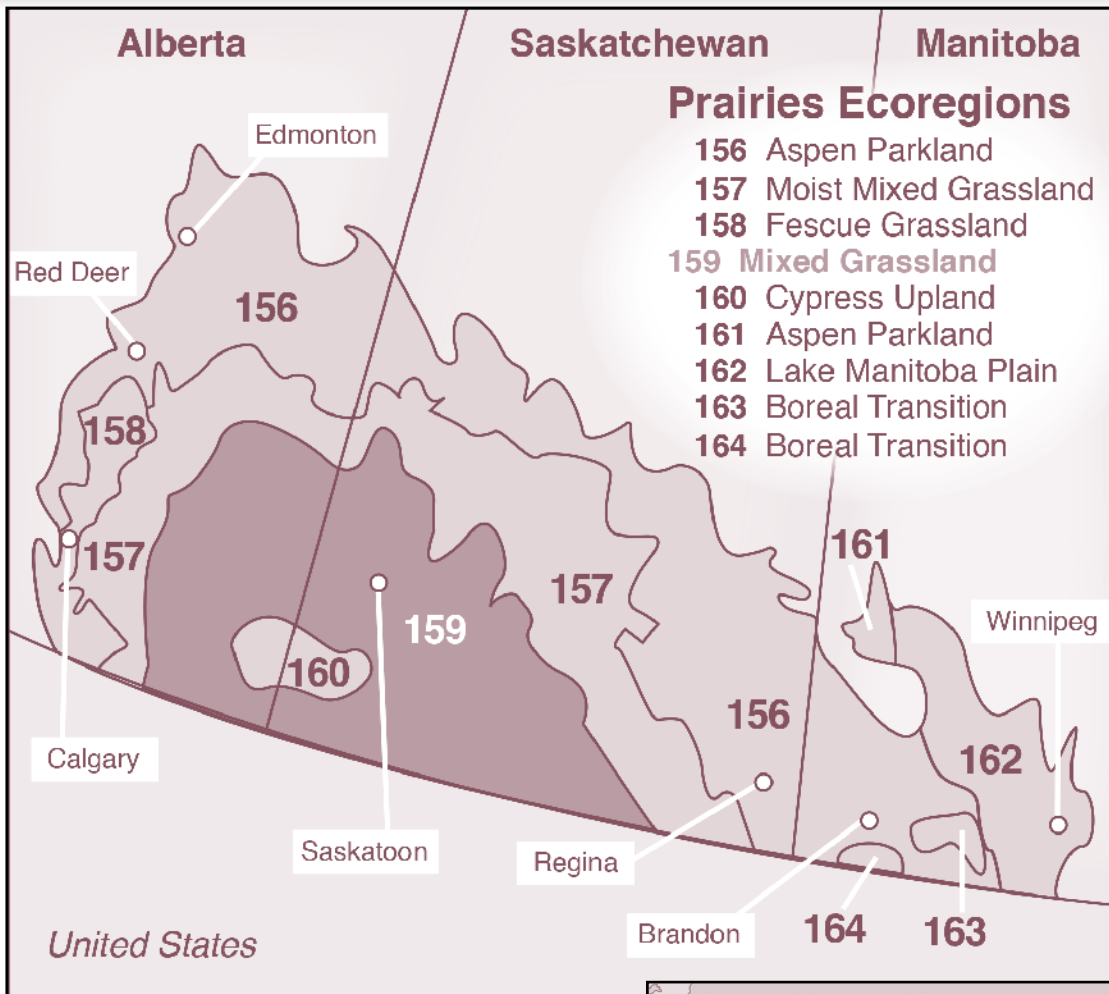 Alberta
Saskatchewan
Manitoba
Prairies Ecoregions
156 Aspen Parkland
157 Moist Mixed Grassland
158 Fescue Grassland
159 Mixed Grassland
160 Cypress Upland
161 Aspen Parkland
162 Lake Manitoba Plain
163 Boreal Transition
164 Boreal Transition
Edmonton
Red Deer
156
158
157
161
157
159
Winnipeg
160
156
162
Calgary
Saskatoon
Regina
Brandon
164
163
United States